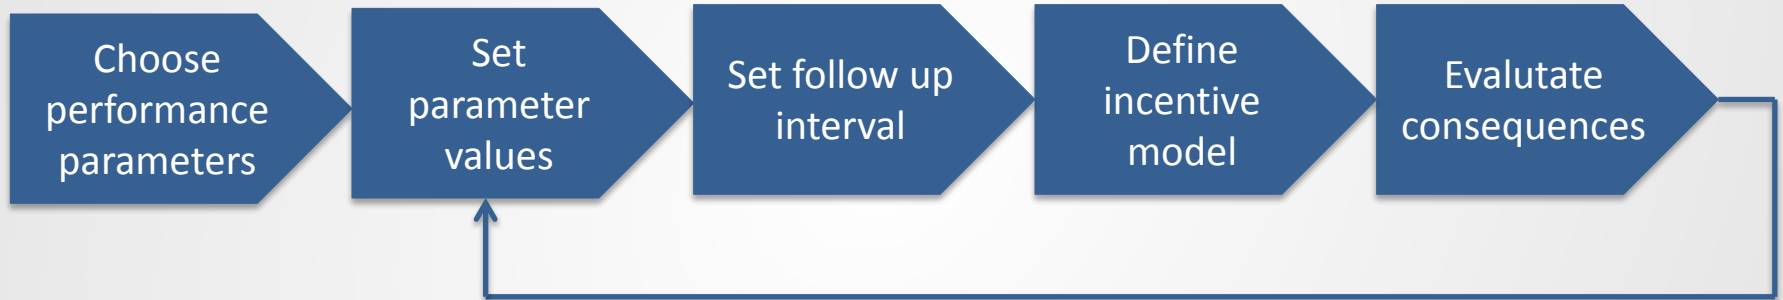 Choose
performance
parameters
Set
parameter
values
Set follow up
interval
Define
incentive
model
Evalutate
consequences